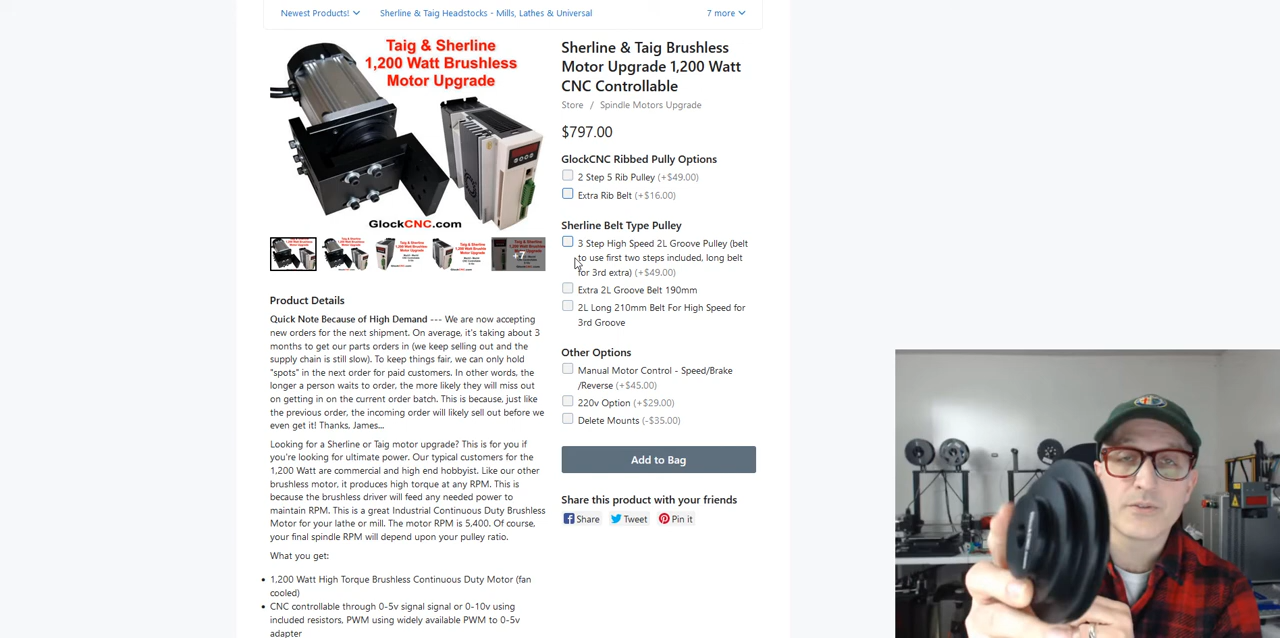 Newest Products!
Sherline & Taig Headstocks - Mills, Lathes & Universal
7 more
Taig & Sherline
1,200 Watt Brushless
Motor Upgrade
GlockCNC.com
+7
Sherline & Taig Brushless
Motor Upgrade 1,200 Watt
CNC Controllable
Store / Spindle Motors Upgrade
$797.00
GlockCNC Ribbed Pully Options
2 Step 5 Rib Pulley (+$49.00)
Extra Rib Belt (+$16.00)
Sherline Belt Type Pulley
3 Step High Speed 2L Groove Pulley (belt
to use first two steps included, long belt
for 3rd extra) (+$49.00)
Extra 2L Groove Belt 190mm
2L Long 210mm Belt For High Speed for
3rd Groove
Other Options
Manual Motor Control - Speed/Brake
/Reverse (+$45.00)
220v Option (+$29.00)
Delete Mounts (-$35.00)
Add to Bag
Share this product with your friends
Share
Tweet
Pin it
Product Details
Quick Note Because of High Demand --- We are now accepting
new orders for the next shipment. On average, it's taking about 3
months to get our parts orders in (we keep selling out and the
supply chain is still slow). To keep things fair, we can only hold
"spots" in the next order for paid customers. In other words, the
longer a person waits to order, the more likely they will miss out
on getting in on the current order batch. This is because, just like
the previous order, the incoming order will likely sell out before we
even get it! Thanks, James...
Looking for a Sherline or Taig motor upgrade? This is for you if
you're looking for ultimate power. Our typical customers for the
1,200 Watt are commercial and high end hobbyist. Like our other
brushless motor, it produces high torque at any RPM. This is
because the brushless driver will feed any needed power to
maintain RPM. This is a great Industrial Continuous Duty Brushless
Motor for your lathe or mill. The motor RPM is 5,400. Of course,
your final spindle RPM will depend upon your pulley ratio.
What you get:
1,200 Watt High Torque Brushless Continuous Duty Motor (fan
cooled)
CNC controllable through 0-5v signal signal or 0-10v using
included resistors, PWM using widely available PWM to 0-5v
adapter